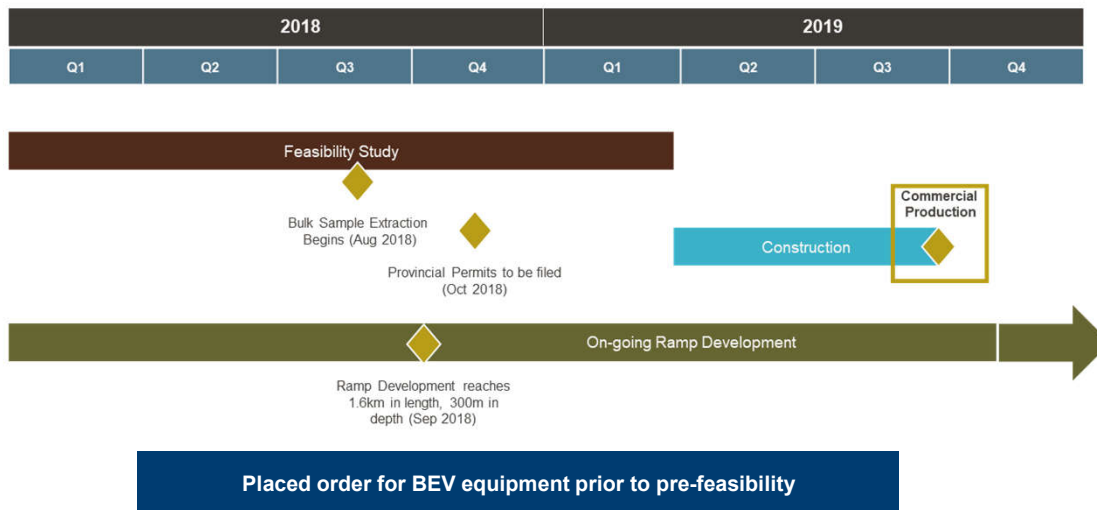 2018 2019
Q1 Q2 Q3 Q4 Q1 Q2 Q3 Q4
Feasibility Study
Bulk Sample Extraction
Begins (Aug 2018)
Provincial Permits to be filed
(Oct 2018)
Commercial
Production
Construction
On-going Ramp Development
Ramp Development reaches
1.6km in length, 300m in
depth (Sep 2018)
Placed order for BEV equipment prior to pre-feasibility